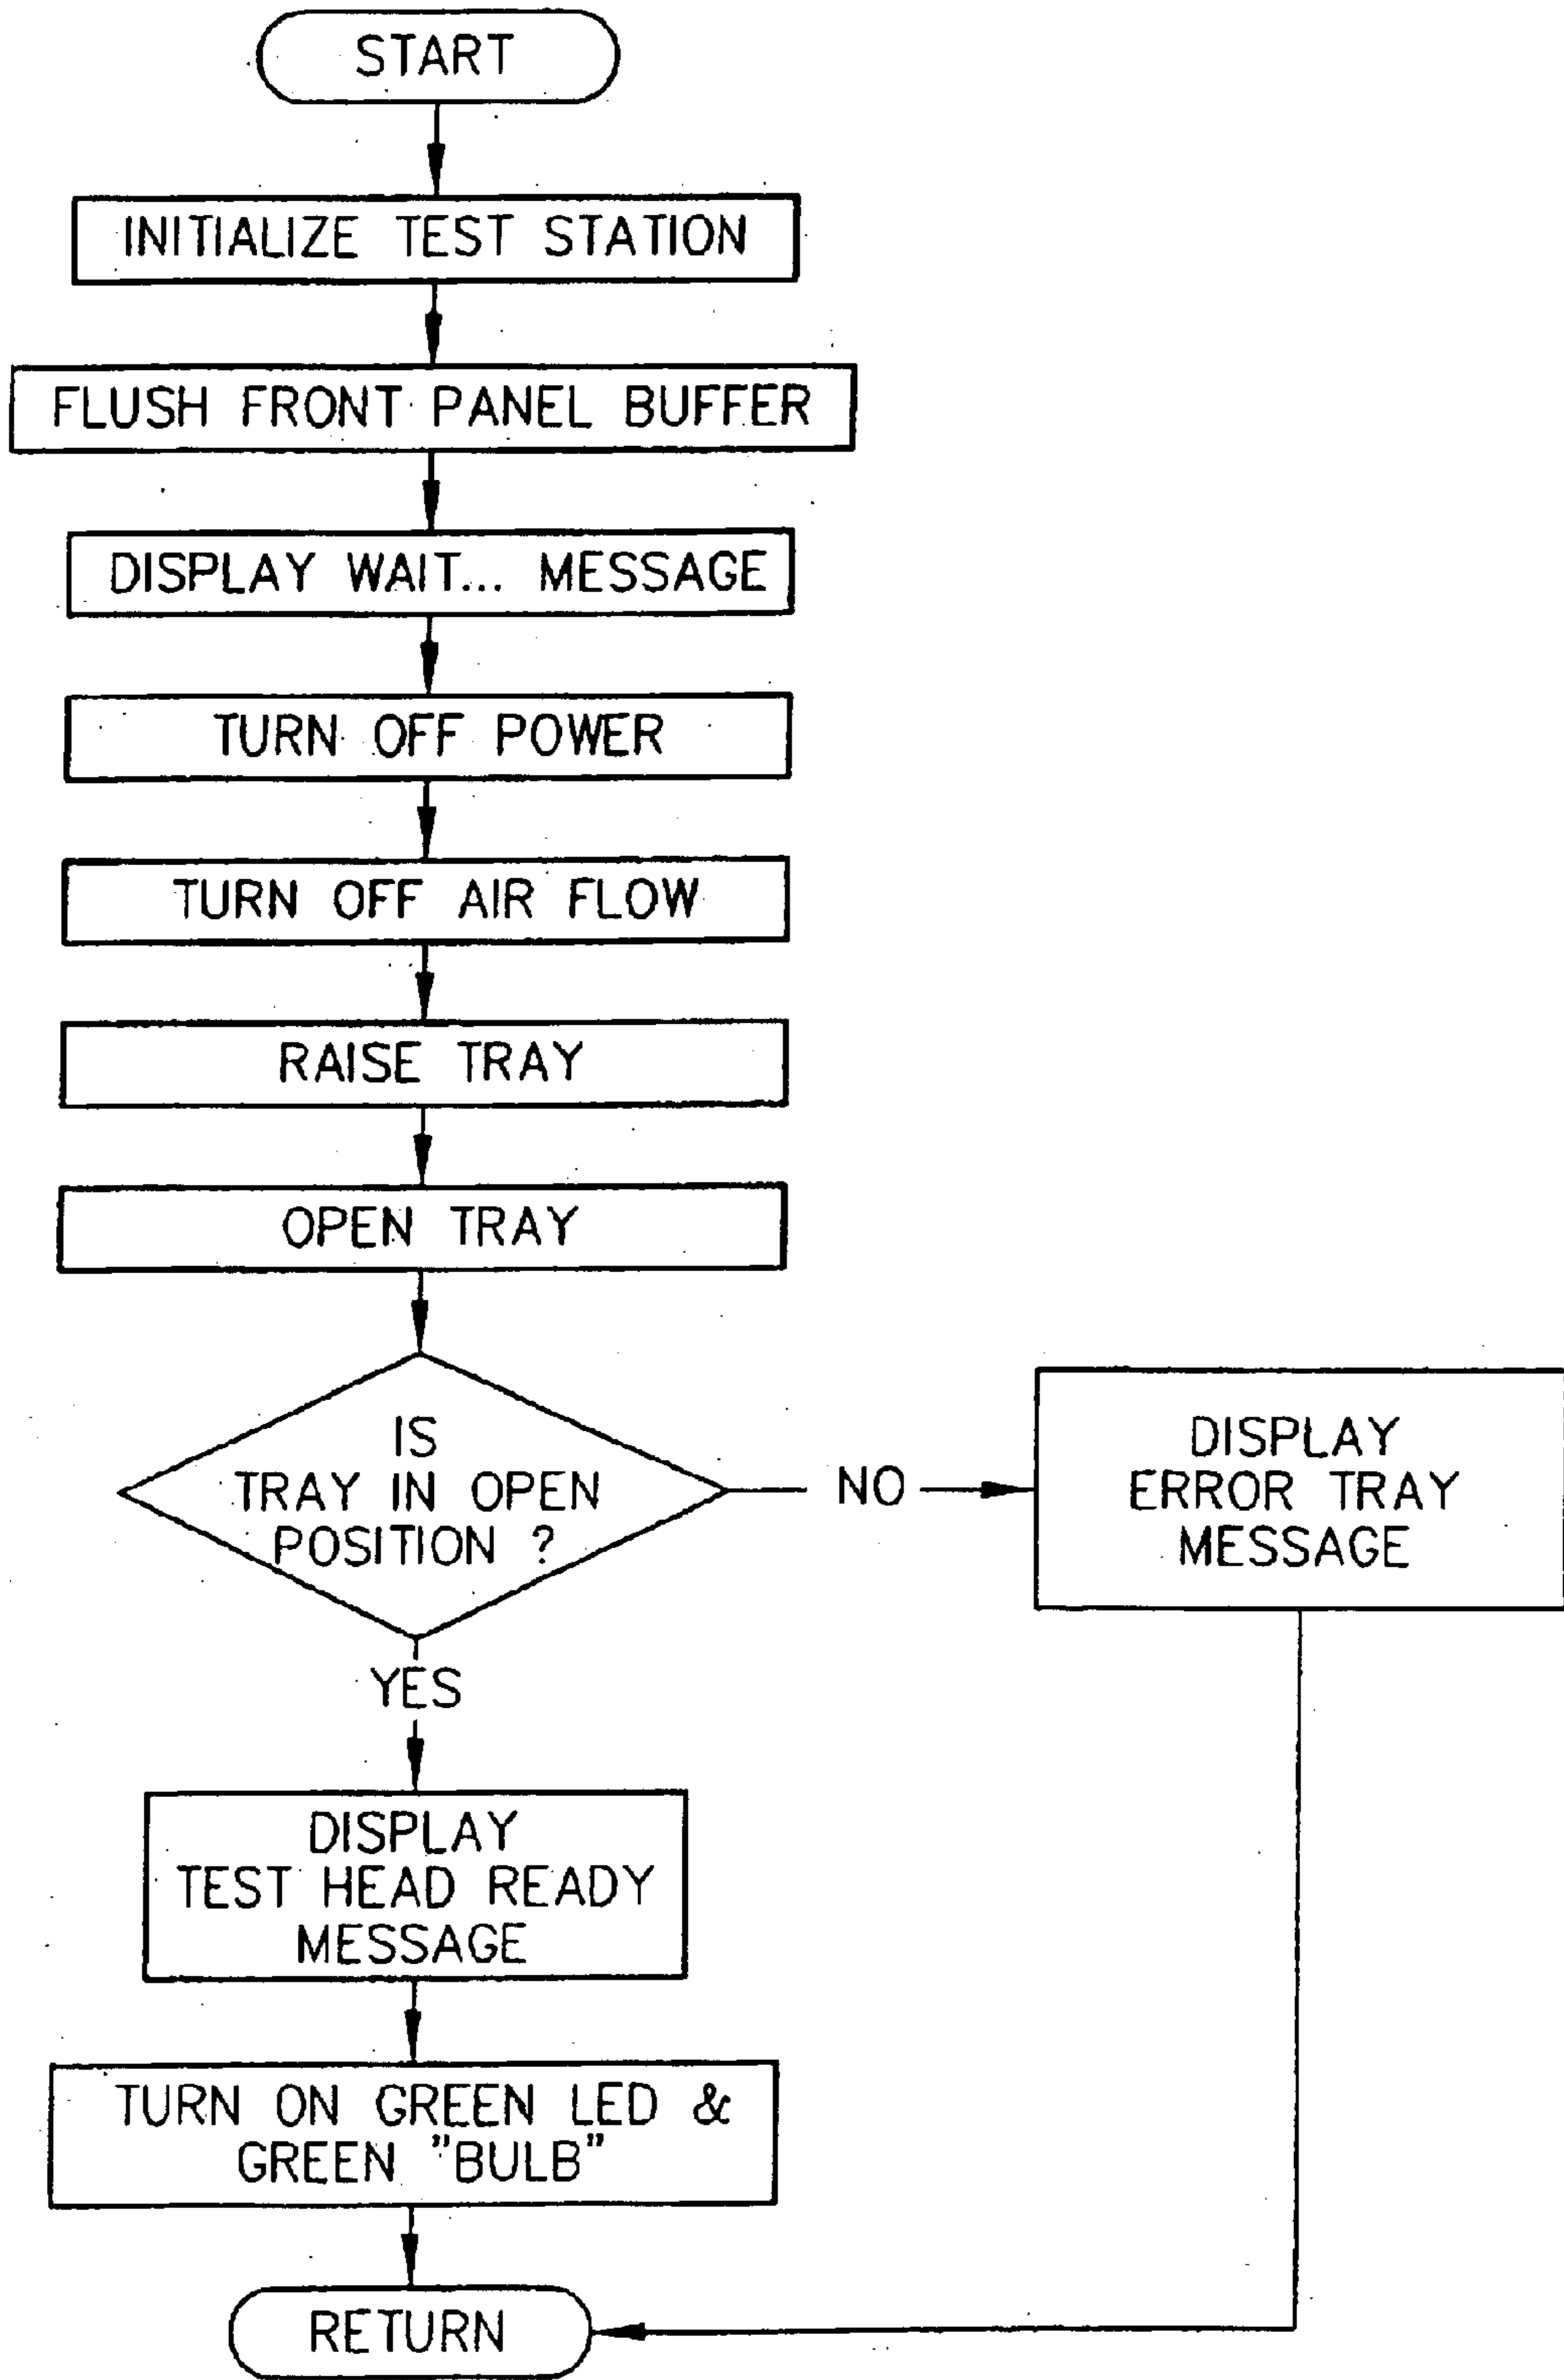 START
INITIALIZE TEST STATION
FLUSH FRONT PANEL BUFFER
DISPLAY WAIT... MESSAGE
TURN OFF POWER
TURN OFF AIR FLOW
RAISE TRAY
OPEN TRAY
IS
TRAY IN OPEN
POSITION ?
NO
DISPLAY
ERROR TRAY
MESSAGE
YES
DISPLAY
TEST HEAD READY
MESSAGE
TURN ON GREEN LED &
GREEN "BULB"
RETURN